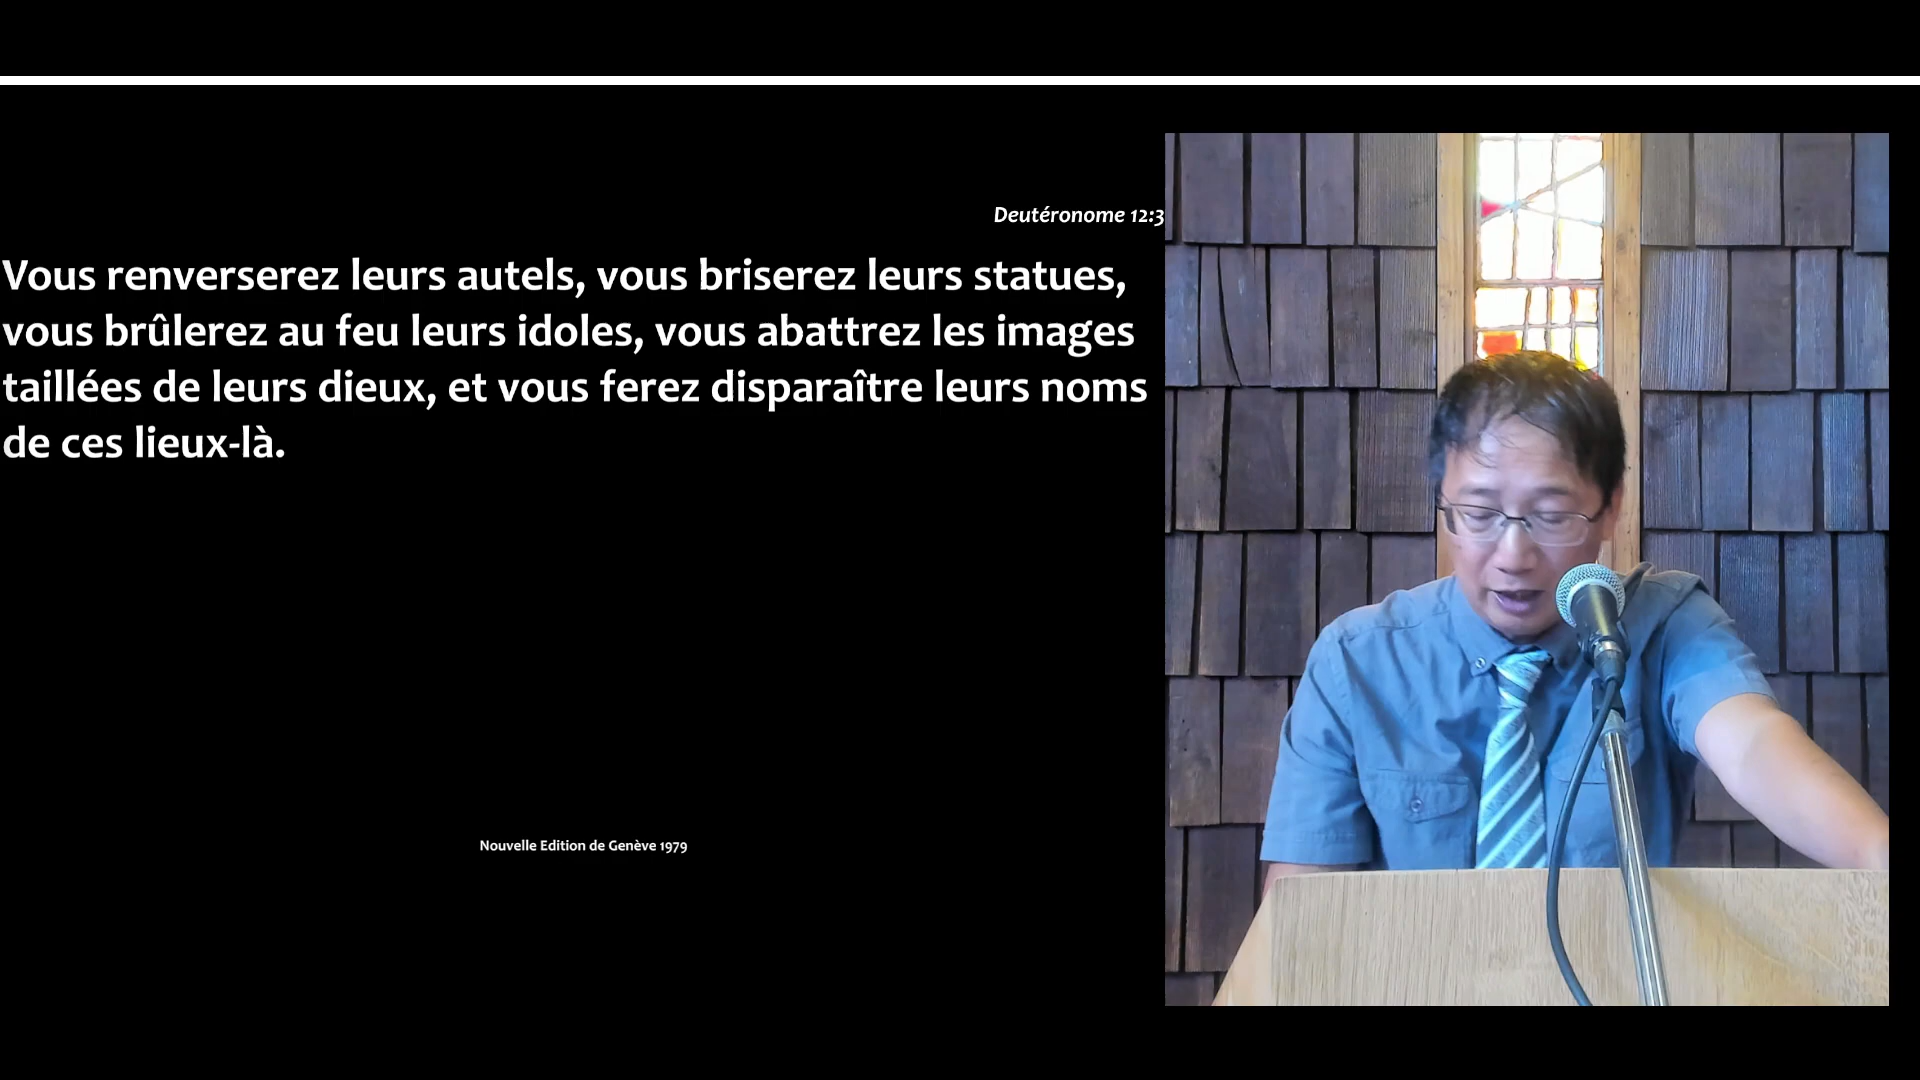 Deutéronome 12:3
Vous renverserez leurs autels, vous briserez leurs statues,
vous brûlerez au feu leurs idoles, vous abattrez les images
taillées de leurs dieux, et vous ferez disparaître leurs noms
de ces lieux-là.
Nouvelle Edition de Genève 1979